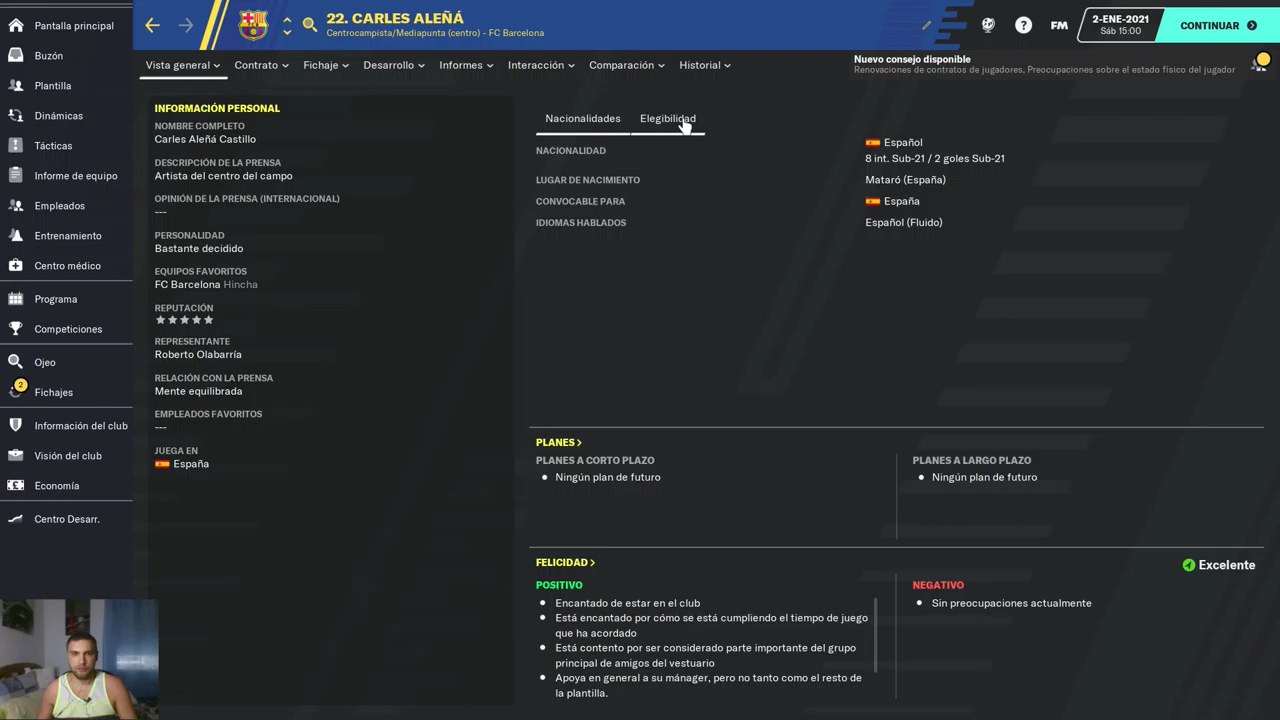 Pantalla principal
Buzón
Plantilla
Dinámicas
Tácticas
Informe de equipo
Empleados
Entrenamiento
Centro médico
Programa
Competiciones
Ojeo
2
Fichajes
Información del club
Visión del club
Economía
Centro Desarr.
22. CARLES ALEÑÁ
Centrocampista/Mediapunta (centro) - FC Barcelona
?
FM
2-ENE-2021
Sáb 15:00
CONTINUAR
Vista general
Contrato
Fichaje
Desarrollo
Informes
Interacción
Comparación
Historial
Nuevo consejo disponible
Renovaciones de contratos de jugadores, Preocupaciones sobre el estado físico del jugador
INFORMACIÓN PERSONAL
NOMBRE COMPLETO
Carles Aleñá Castillo
DESCRIPCIÓN DE LA PRENSA
Artista del centro del campo
OPINIÓN DE LA PRENSA (INTERNACIONAL)
---
PERSONALIDAD
Bastante decidido
EQUIPOS FAVORITOS
FC Barcelona Hincha
REPUTACIÓN
REPRESENTANTE
Roberto Olabarría
RELACIÓN CON LA PRENSA
Mente equilibrada
EMPLEADOS FAVORITOS
---
JUEGA EN
España
Nacionalidades
Elegibilidad
NACIONALIDAD
Español
8 int. Sub-21 / 2 goles Sub-21
LUGAR DE NACIMIENTO
Mataró (España)
CONVOCABLE PARA
España
IDIOMAS HABLADOS
Español (Fluido)
PLANES >
PLANES A CORTO PLAZO
• Ningún plan de futuro
PLANES A LARGO PLAZO
• Ningún plan de futuro
FELICIDAD >
Excelente
POSITIVO
• Encantado de estar en el club
• Está encantado por cómo se está cumpliendo el tiempo de juego
que ha acordado
• Está contento por ser considerado parte importante del grupo
principal de amigos del vestuario
• Apoya en general a su mánager, pero no tanto como el resto de
la plantilla.
NEGATIVO
• Sin preocupaciones actualmente